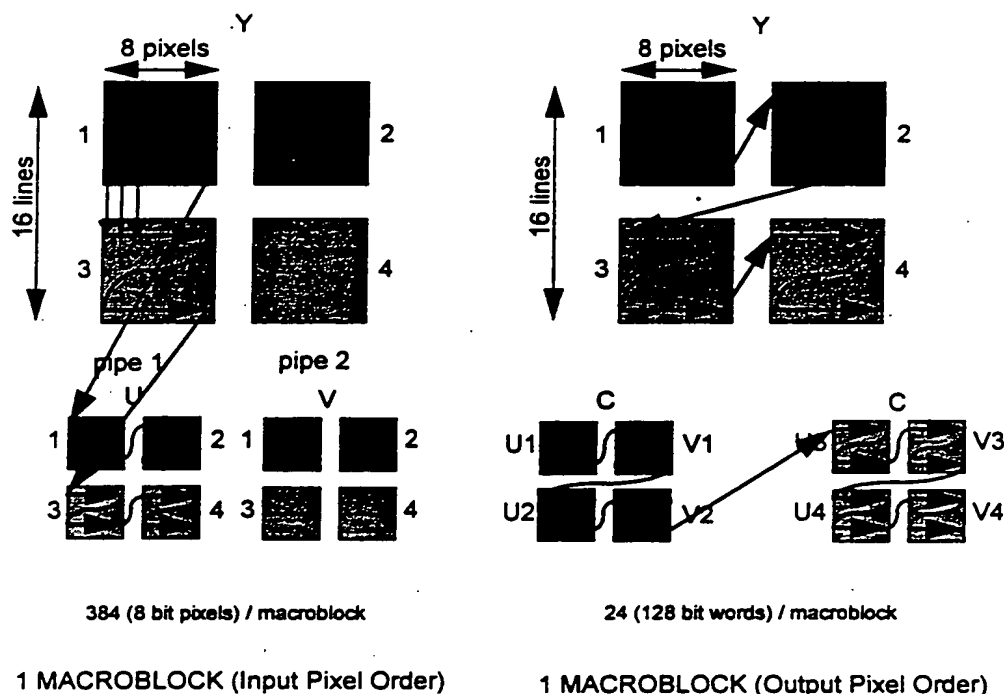 Y
8 pixels
16 lines
1
2
3
4
pipe 1
pipe 2
U
V
1
2
1
2
3
4
3
4
384 (8 bit pixels) / macroblock
1 MACROBLOCK (Input Pixel Order)
Y
8 pixels
16 lines
1
2
3
4
C
C
U1
V1
U2
V2
U3
V3
U4
V4
24 (128 bit words) / macroblock
1 MACROBLOCK (Output Pixel Order)